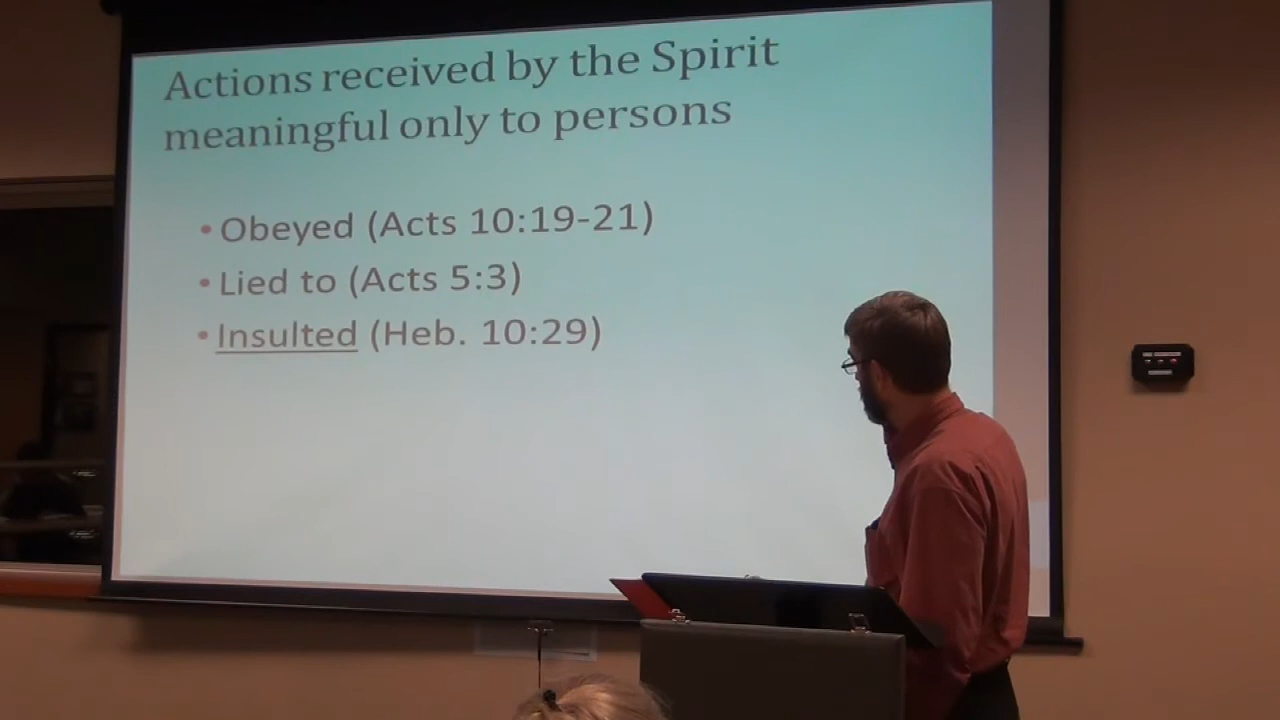 Actions received by the Spirit
meaningful only to persons
• Obeyed (Acts 10:19-21)
• Lied to (Acts 5:3)
• Insulted (Heb. 10:29)